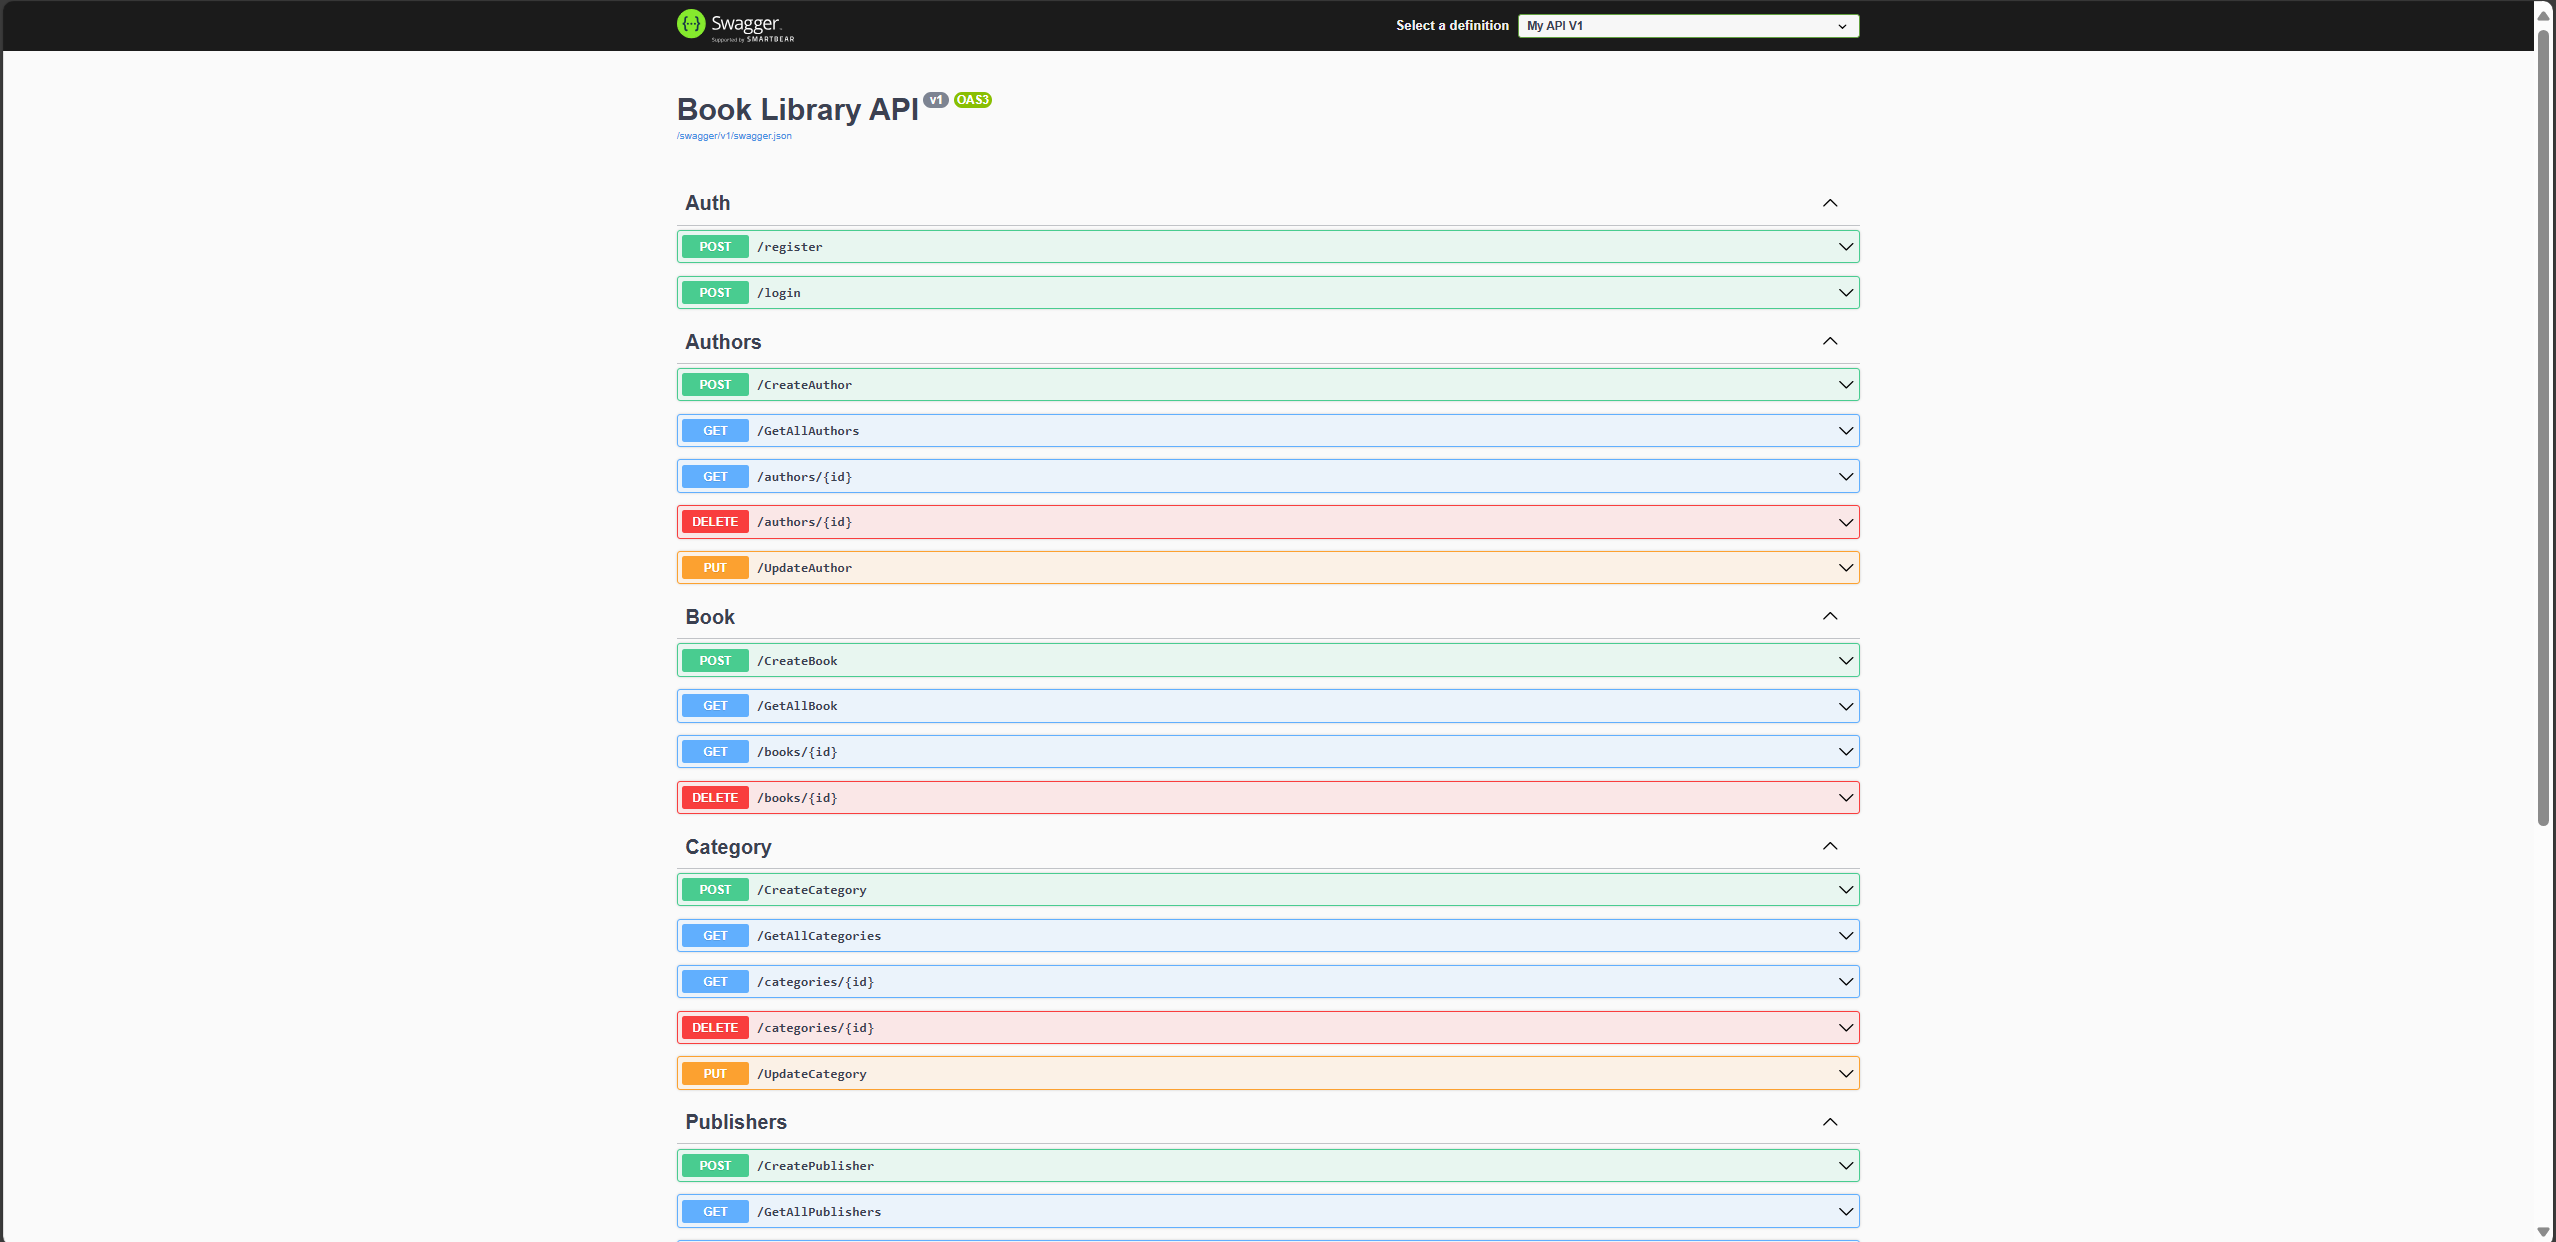 Swagger.
Supported by SMARTBEAR
Select a definition
My API V1
Book Library API v1 OAS3
/swagger/v1/swagger.json
Auth
POST /register
POST /login
Authors
POST /CreateAuthor
GET /GetAllAuthors
GET /authors/{id}
DELETE /authors/{id}
PUT /UpdateAuthor
Book
POST /CreateBook
GET /GetAllBook
GET /books/{id}
DELETE /books/{id}
Category
POST /CreateCategory
GET /GetAllCategories
GET /categories/{id}
DELETE /categories/{id}
PUT /UpdateCategory
Publishers
POST /CreatePublisher
GET /GetAllPublishers